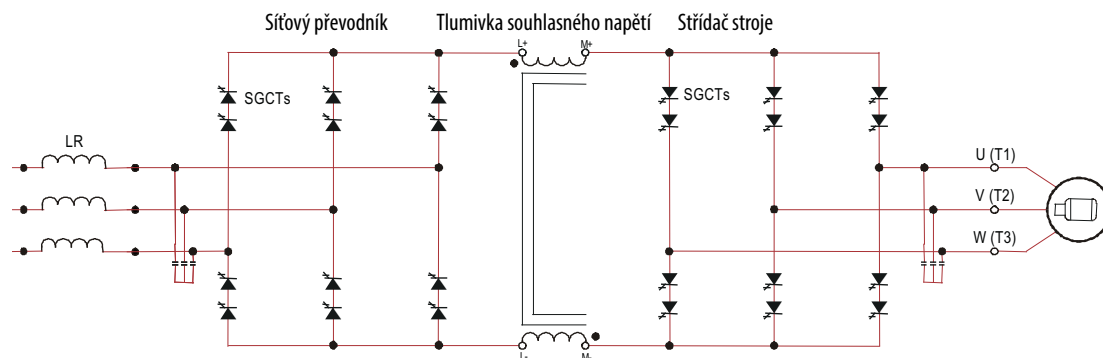 Síťový převodník
Tlumivka souhlasného napětí
Střídač stroje
L+
M+
SGCTs
SGCTs
LR
U (T1)
V (T2)
W (T3)